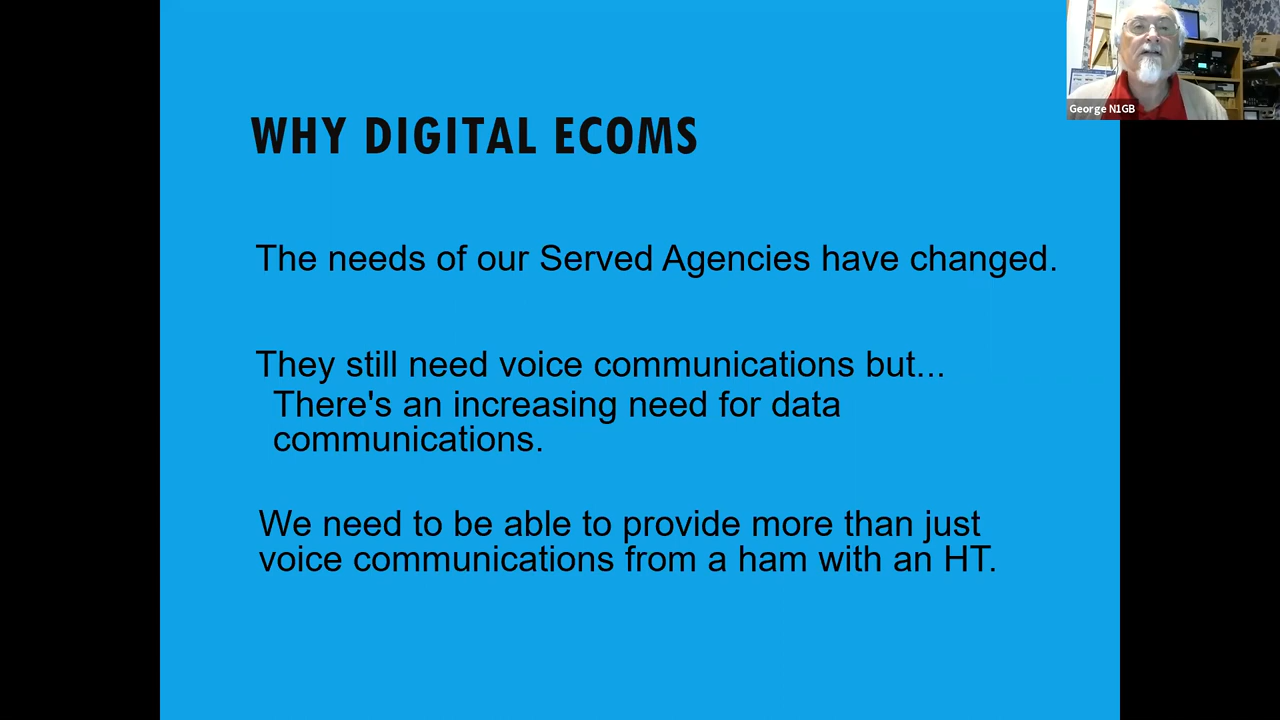 WHY DIGITAL ECOMS
The needs of our Served Agencies have changed.
They still need voice communications but...
There's an increasing need for data
communications.
We need to be able to provide more than just
voice communications from a ham with an HT.
George N1GB